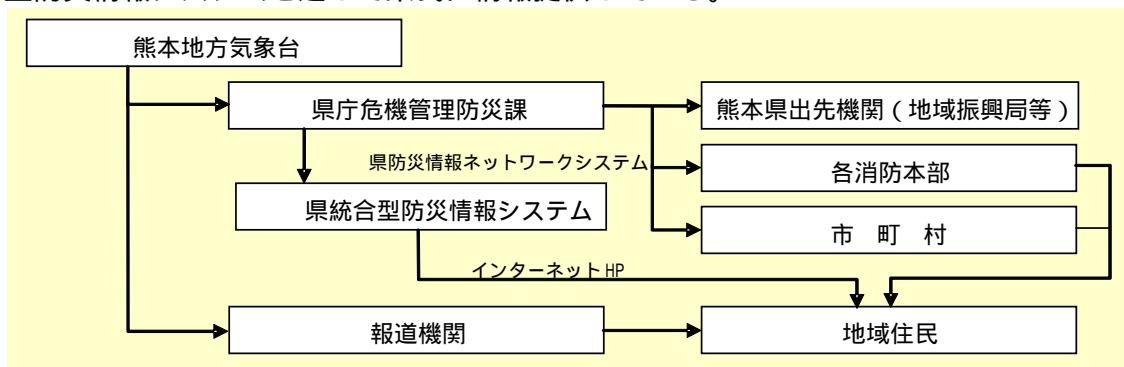 熊本地方気象台
県庁危機管理防災課
熊本県出先機関（地域振興局等）
県防災情報ネットワークシステム
各消防本部
県統合型防災情報システム
市　町　村
インターネットHP
報道機関
地域住民